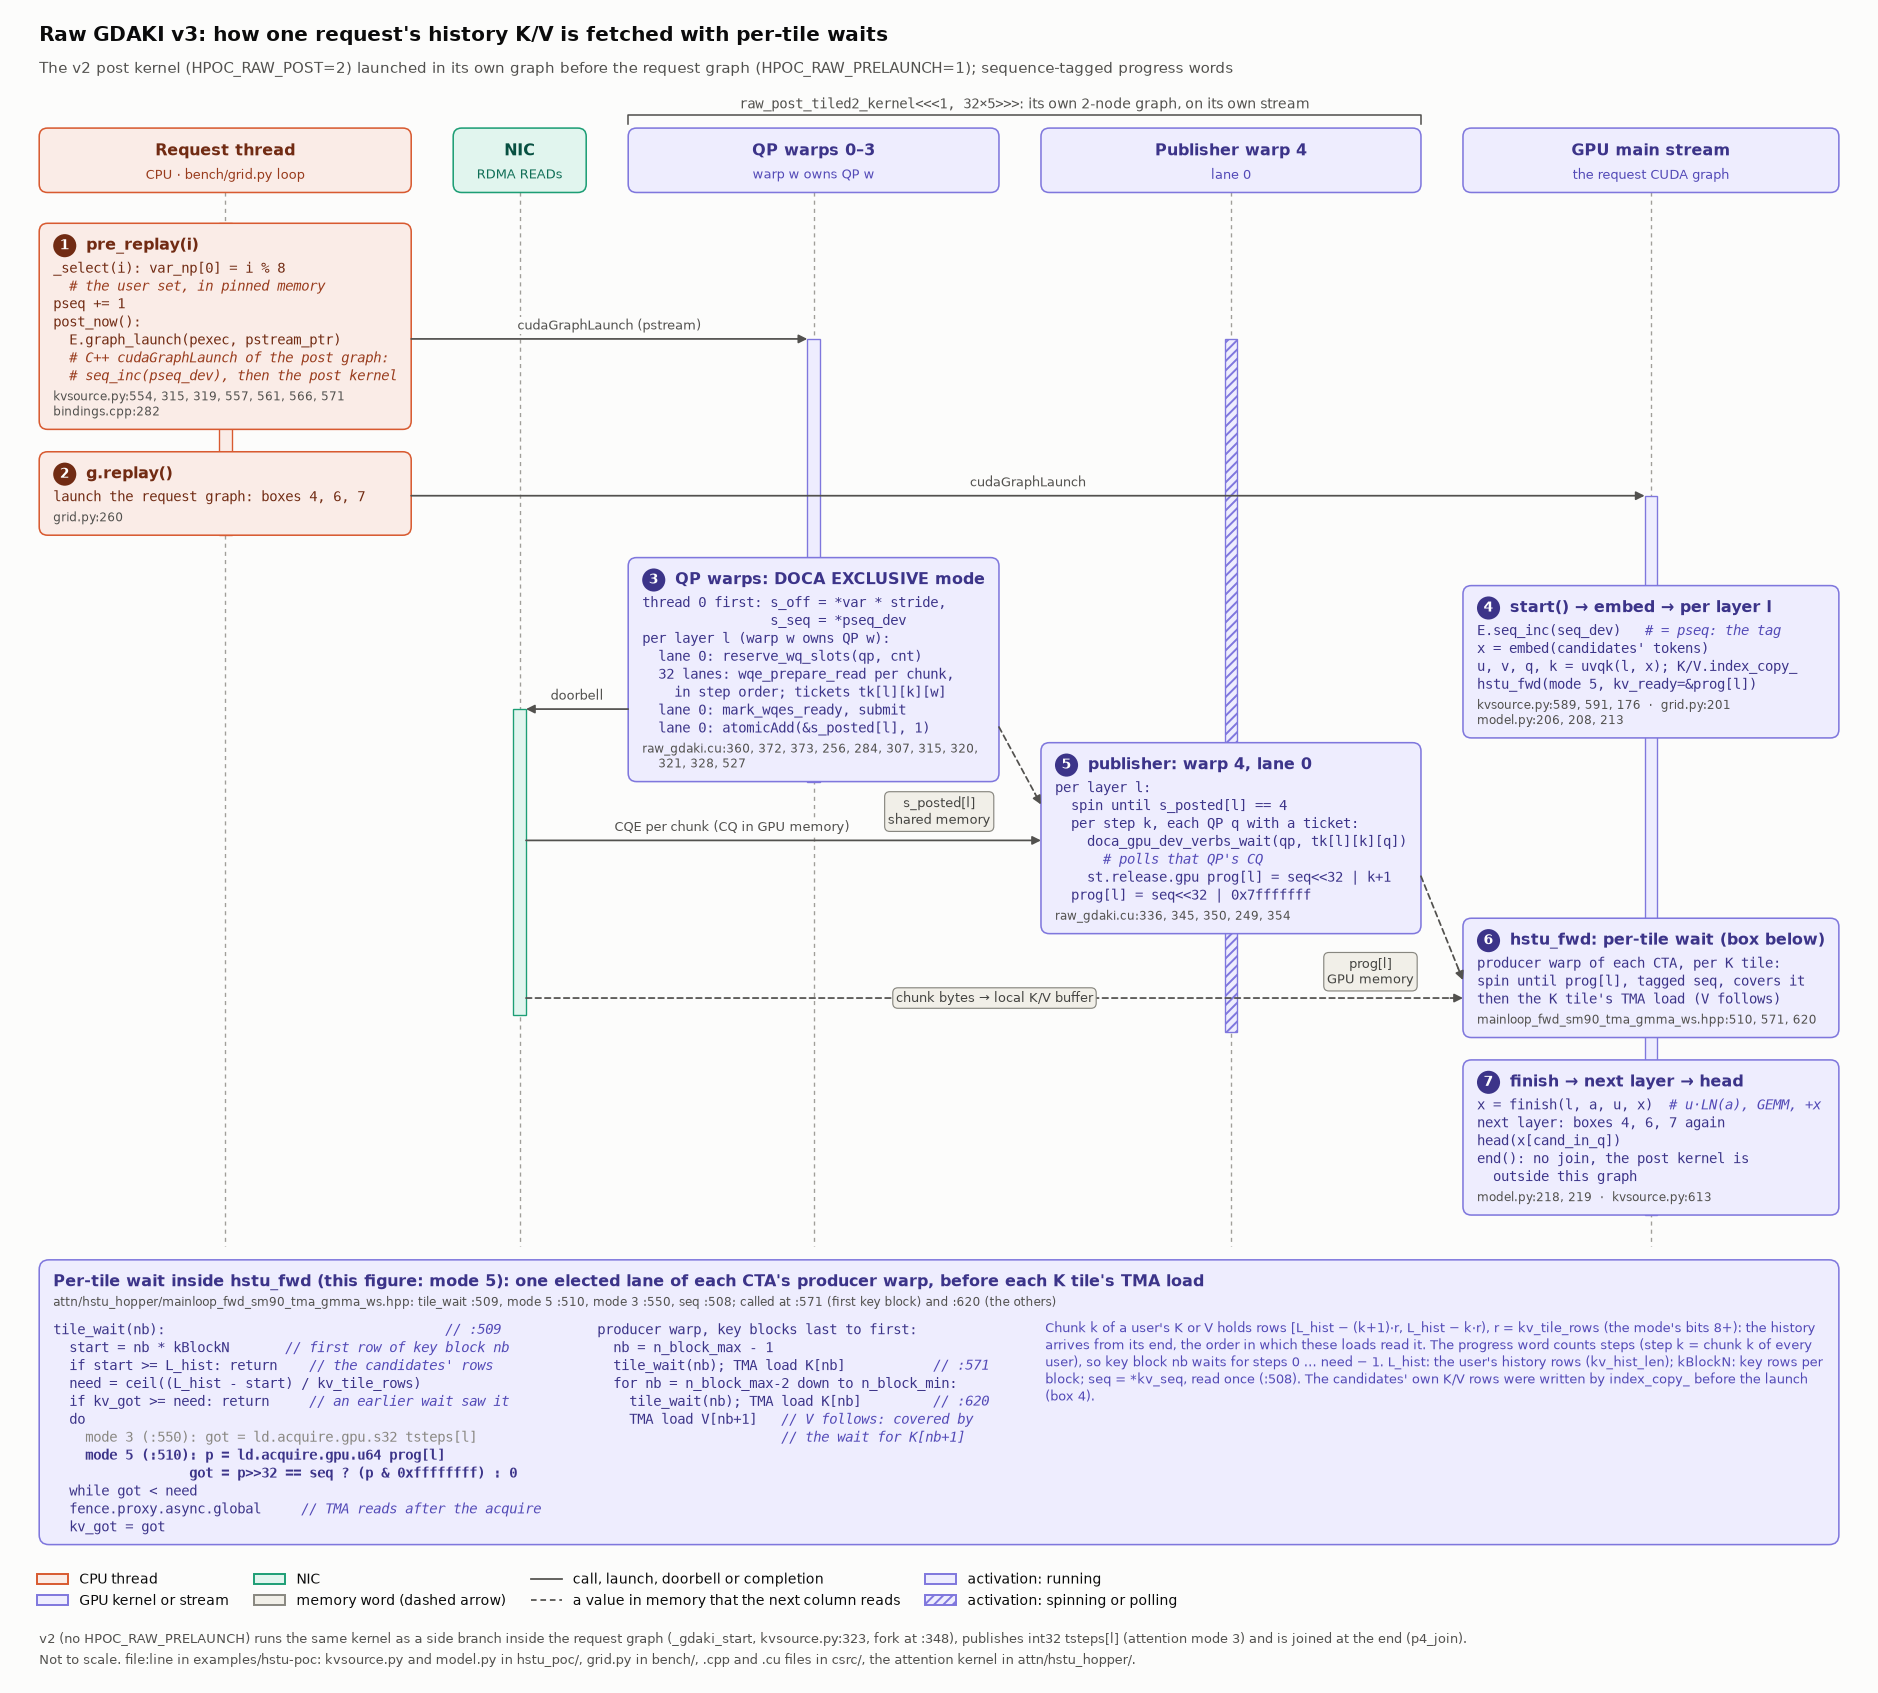 Raw GDAKI v3: how one request's history K/V is fetched with per-tile waits
The v2 post kernel (HPOC_RAW_POST=2) launched in its own graph before the request graph (HPOC_RAW_PRELAUNCH=1); sequence-tagged progress words
raw_post_tiled2_kernel<<<1, 32×5>>>: its own 2-node graph, on its own stream
Request thread
CPU · bench/grid.py loop
NIC
RDMA READs
QP warps 0–3
warp w owns QP w
Publisher warp 4
lane 0
GPU main stream
the request CUDA graph
1 pre_replay(i)
_select(i): var_np[0] = i % 8
# the user set, in pinned memory
pseq += 1
post_now():
E.graph_launch(pexec, pstream_ptr)
# C++ cudaGraphLaunch of the post graph:
# seq_inc(pseq_dev), then the post kernel
kvsource.py:554, 315, 319, 557, 561, 566, 571
bindings.cpp:282
cudaGraphLaunch (pstream)
2 g.replay()
launch the request graph: boxes 4, 6, 7
grid.py:260
cudaGraphLaunch
3 QP warps: DOCA EXCLUSIVE mode
thread 0 first: s_off = *var * stride,
s_seq = *pseq_dev
per layer l (warp w owns QP w):
lane 0: reserve_wq_slots(qp, cnt)
32 lanes: wqe_prepare_read per chunk,
in step order; tickets tk[l][k][w]
lane 0: mark_wqes_ready, submit
lane 0: atomicAdd(&s_posted[l], 1)
raw_gdaki.cu:360, 372, 373, 256, 284, 307, 315, 320,
321, 328, 527
doorbell
4 start() → embed → per layer l
E.seq_inc(seq_dev)   # = pseq: the tag
x = embed(candidates' tokens)
u, v, q, k = uvqk(l, x); K/V.index_copy_
hstu_fwd(mode 5, kv_ready=&prog[l])
kvsource.py:589, 591, 176 · grid.py:201
model.py:206, 208, 213
s_posted[l]
shared memory
CQE per chunk (CQ in GPU memory)
5 publisher: warp 4, lane 0
per layer l:
spin until s_posted[l] == 4
per step k, each QP q with a ticket:
doca_gpu_dev_verbs_wait(qp, tk[l][k][q])
# polls that QP's CQ
st.release.gpu prog[l] = seq<<32 | k+1
prog[l] = seq<<32 | 0x7fffffff
raw_gdaki.cu:336, 345, 350, 249, 354
prog[l]
GPU memory
chunk bytes → local K/V buffer
6 hstu_fwd: per-tile wait (box below)
producer warp of each CTA, per K tile:
spin until prog[l], tagged seq, covers it
then the K tile's TMA load (V follows)
mainloop_fwd_sm90_tma_gmma_ws.hpp:510, 571, 620
7 finish → next layer → head
x = finish(l, a, u, x)  # u·LN(a), GEMM, +x
next layer: boxes 4, 6, 7 again
head(x[cand_in_q])
end(): no join, the post kernel is
outside this graph
model.py:218, 219 · kvsource.py:613
Per-tile wait inside hstu_fwd (this figure: mode 5): one elected lane of each CTA's producer warp, before each K tile's TMA load
attn/hstu_hopper/mainloop_fwd_sm90_tma_gmma_ws.hpp: tile_wait :509, mode 5 :510, mode 3 :550, seq :508; called at :571 (first key block) and :620 (the others)
tile_wait(nb): // :509
start = nb * kBlockN // first row of key block nb
if start >= L_hist: return // the candidates' rows
need = ceil((L_hist - start) / kv_tile_rows)
if kv_got >= need: return // an earlier wait saw it
do
mode 3 (:550): got = ld.acquire.gpu.s32 tsteps[l]
mode 5 (:510): p = ld.acquire.gpu.u64 prog[l]
got = p>>32 == seq ? (p & 0xffffffff) : 0
while got < need
fence.proxy.async.global // TMA reads after the acquire
kv_got = got
producer warp, key blocks last to first:
nb = n_block_max - 1
tile_wait(nb); TMA load K[nb] // :571
for nb = n_block_max-2 down to n_block_min:
tile_wait(nb); TMA load K[nb] // :620
TMA load V[nb+1] // V follows: covered by
// the wait for K[nb+1]
Chunk k of a user's K or V holds rows [L_hist − (k+1)·r, L_hist − k·r), r = kv_tile_rows (the mode's bits 8+): the history
arrives from its end, the order in which these loads read it. The progress word counts steps (step k = chunk k of every
user), so key block nb waits for steps 0 … need − 1. L_hist: the user's history rows (kv_hist_len); kBlockN: key rows per
block; seq = *kv_seq, read once (:508). The candidates' own K/V rows were written by index_copy_ before the launch
(box 4).
CPU thread
NIC
call, launch, doorbell or completion
activation: running
GPU kernel or stream
memory word (dashed arrow)
a value in memory that the next column reads
activation: spinning or polling
v2 (no HPOC_RAW_PRELAUNCH) runs the same kernel as a side branch inside the request graph (_gdaki_start, kvsource.py:323, fork at :348), publishes int32 tsteps[l] (attention mode 3) and is joined at the end (p4_join).
Not to scale. file:line in examples/hstu-poc: kvsource.py and model.py in hstu_poc/, grid.py in bench/, .cpp and .cu files in csrc/, the attention kernel in attn/hstu_hopper/.